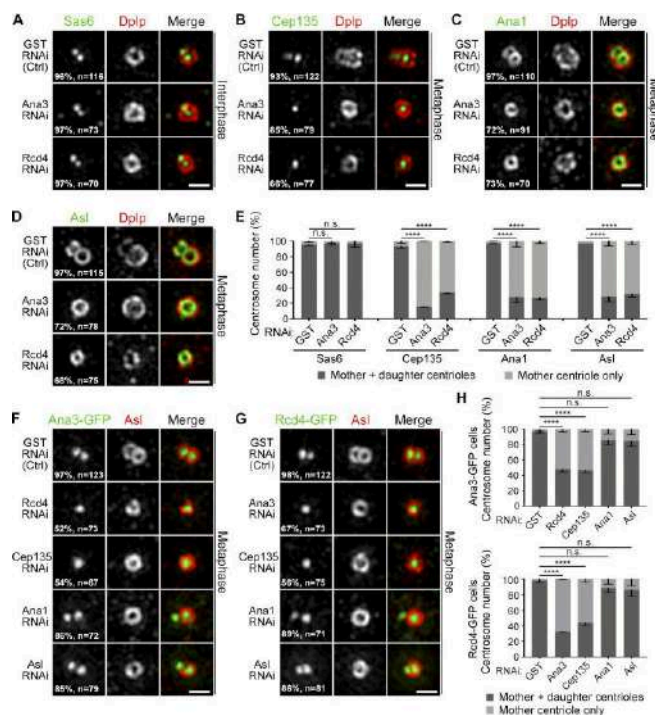 A
Sas6 Dplp Merge
GST
RNAi
(Ctrl)
96%, n=116
Ana3
RNAi
97%, n=73
Rcd4
RNAi
97%, n=70
Interphase
B
Cep135 Dplp Merge
GST
RNAi
(Ctrl)
93%, n=122
Ana3
RNAi
85%, n=79
Rcd4
RNAi
66%, n=77
Metaphase
C
Ana1 Dplp Merge
GST
RNAi
(Ctrl)
97%, n=110
Ana3
RNAi
72%, n=91
Rcd4
RNAi
73%, n=70
Metaphase
D
Asl Dplp Merge
GST
RNAi
(Ctrl)
97%, n=115
Ana3
RNAi
72%, n=78
Rcd4
RNAi
68%, n=75
Metaphase
E
Centrosome number (%)
100
80
60
40
20
0
n.s.
n.s.
****
****
****
****
****
****
RNAi:
GST Ana3 Rcd4 GST Ana3 Rcd4 GST Ana3 Rcd4 GST Ana3 Rcd4
Sas6 Cep135 Ana1 Asl
Mother + daughter centrioles
Mother centriole only
F
Ana3-GFP Asl Merge
GST
RNAi
(Ctrl)
97%, n=123
Rcd4
RNAi
52%, n=73
Cep135
RNAi
54%, n=67
Ana1
RNAi
86%, n=72
Asl
RNAi
85%, n=79
Metaphase
G
Rcd4-GFP Asl Merge
GST
RNAi
(Ctrl)
98%, n=122
Ana3
RNAi
67%, n=73
Cep135
RNAi
56%, n=75
Ana1
RNAi
89%, n=71
Asl
RNAi
86%, n=81
Metaphase
H
Ana3-GFP cells
Centrosome number (%)
n.s.
n.s.
****
****
100
80
60
40
20
0
RNAi:
GST Rcd4 Cep135 Ana1 Asl
Rcd4-GFP cells
Centrosome number (%)
n.s.
n.s.
****
****
100
80
60
40
20
0
RNAi:
GST Ana3 Cep135 Ana1 Asl
Mother + daughter centrioles
Mother centriole only